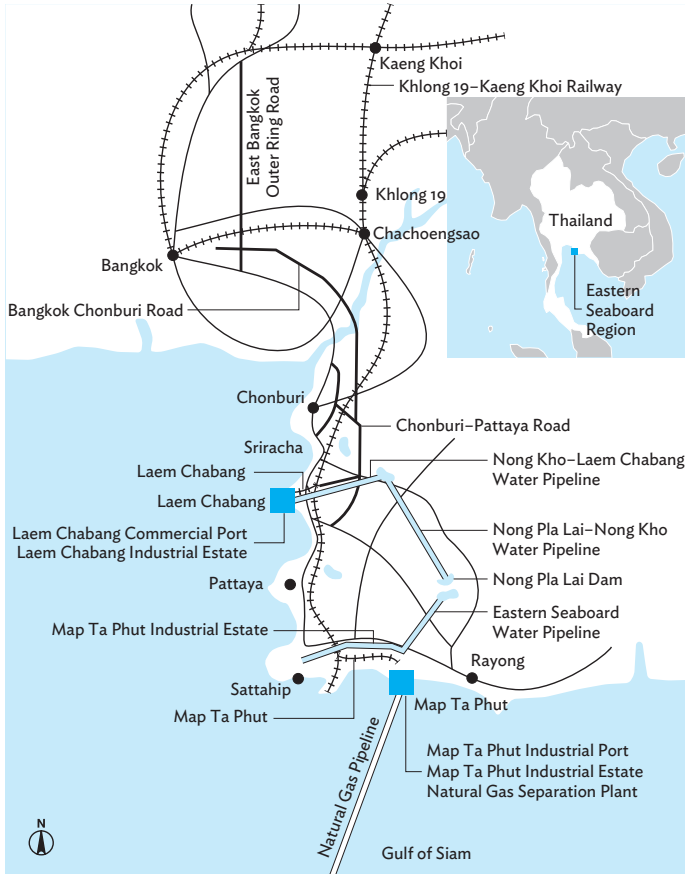 Kaeng Khoi
Khlong 19–Kaeng Khoi Railway
East Bangkok
Outer Ring Road
Khlong 19
Chachoengsao
Bangkok
Thailand
Eastern
Seaboard
Region
Bangkok Chonburi Road
Chonburi
Chonburi–Pattaya Road
Sriracha
Nong Kho–Laem Chabang
Water Pipeline
Laem Chabang
Laem Chabang
Laem Chabang Commercial Port
Laem Chabang Industrial Estate
Nong Pla Lai–Nong Kho
Water Pipeline
Pattaya
Nong Pla Lai Dam
Eastern Seaboard
Water Pipeline
Map Ta Phut Industrial Estate
Rayong
Sattahip
Map Ta Phut
Map Ta Phut
Natural Gas Pipeline
Map Ta Phut Industrial Port
Map Ta Phut Industrial Estate
Natural Gas Separation Plant
N
Gulf of Siam